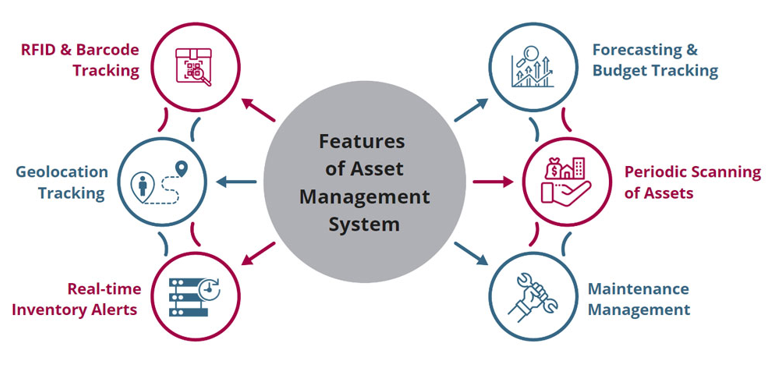 RFID & Barcode
Tracking
Geolocation
Tracking
Real-time
Inventory Alerts
Features
of Asset
Management
System
Forecasting &
Budget Tracking
$
Periodic Scanning
of Assets
Maintenance
Management